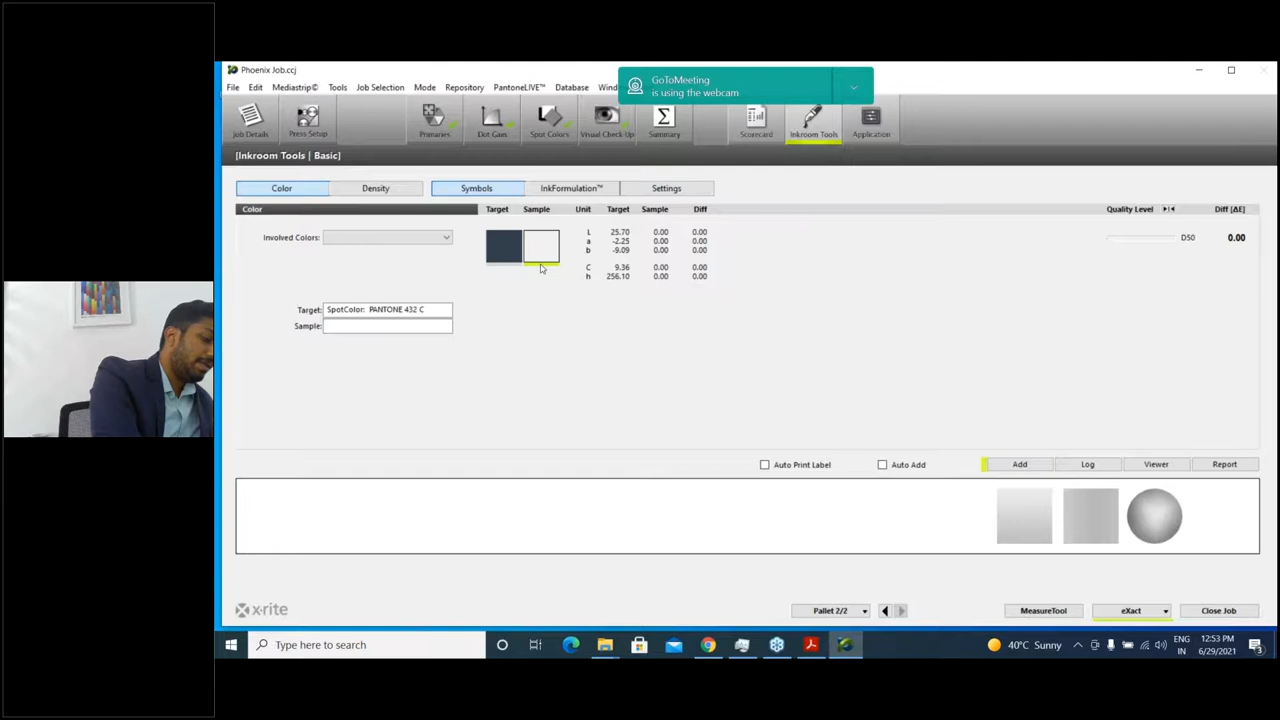 Phoenix Job.ccj
GoToMeeting
is using the webcam
File Edit Mediastrip© Tools Job Selection Mode Repository PantoneLIVE™ Database
Job Details Press Setup Primaries Dot Gain Spot Colors Visual Check-Up Summary Scorecard Inkroom Tools Application
[Inkroom Tools | Basic]
Color Density Symbols InkFormulation™ Settings
Color Target Sample Unit Target Sample Diff Quality Level Diff [ΔE]
Involved Colors: L 25.70 0.00 0.00 D50 0.00
a -2.25 0.00 0.00
b -9.09 0.00 0.00
C 9.36 0.00 0.00
h 256.10 0.00 0.00
Target: SpotColor: PANTONE 432 C
Sample:
Auto Print Label Auto Add Add Log Viewer Report
x-rite Pallet 2/2 MeasureTool eXact Close Job
Type here to search 40°C Sunny ENG 12:53 PM
IN 6/29/2021 3